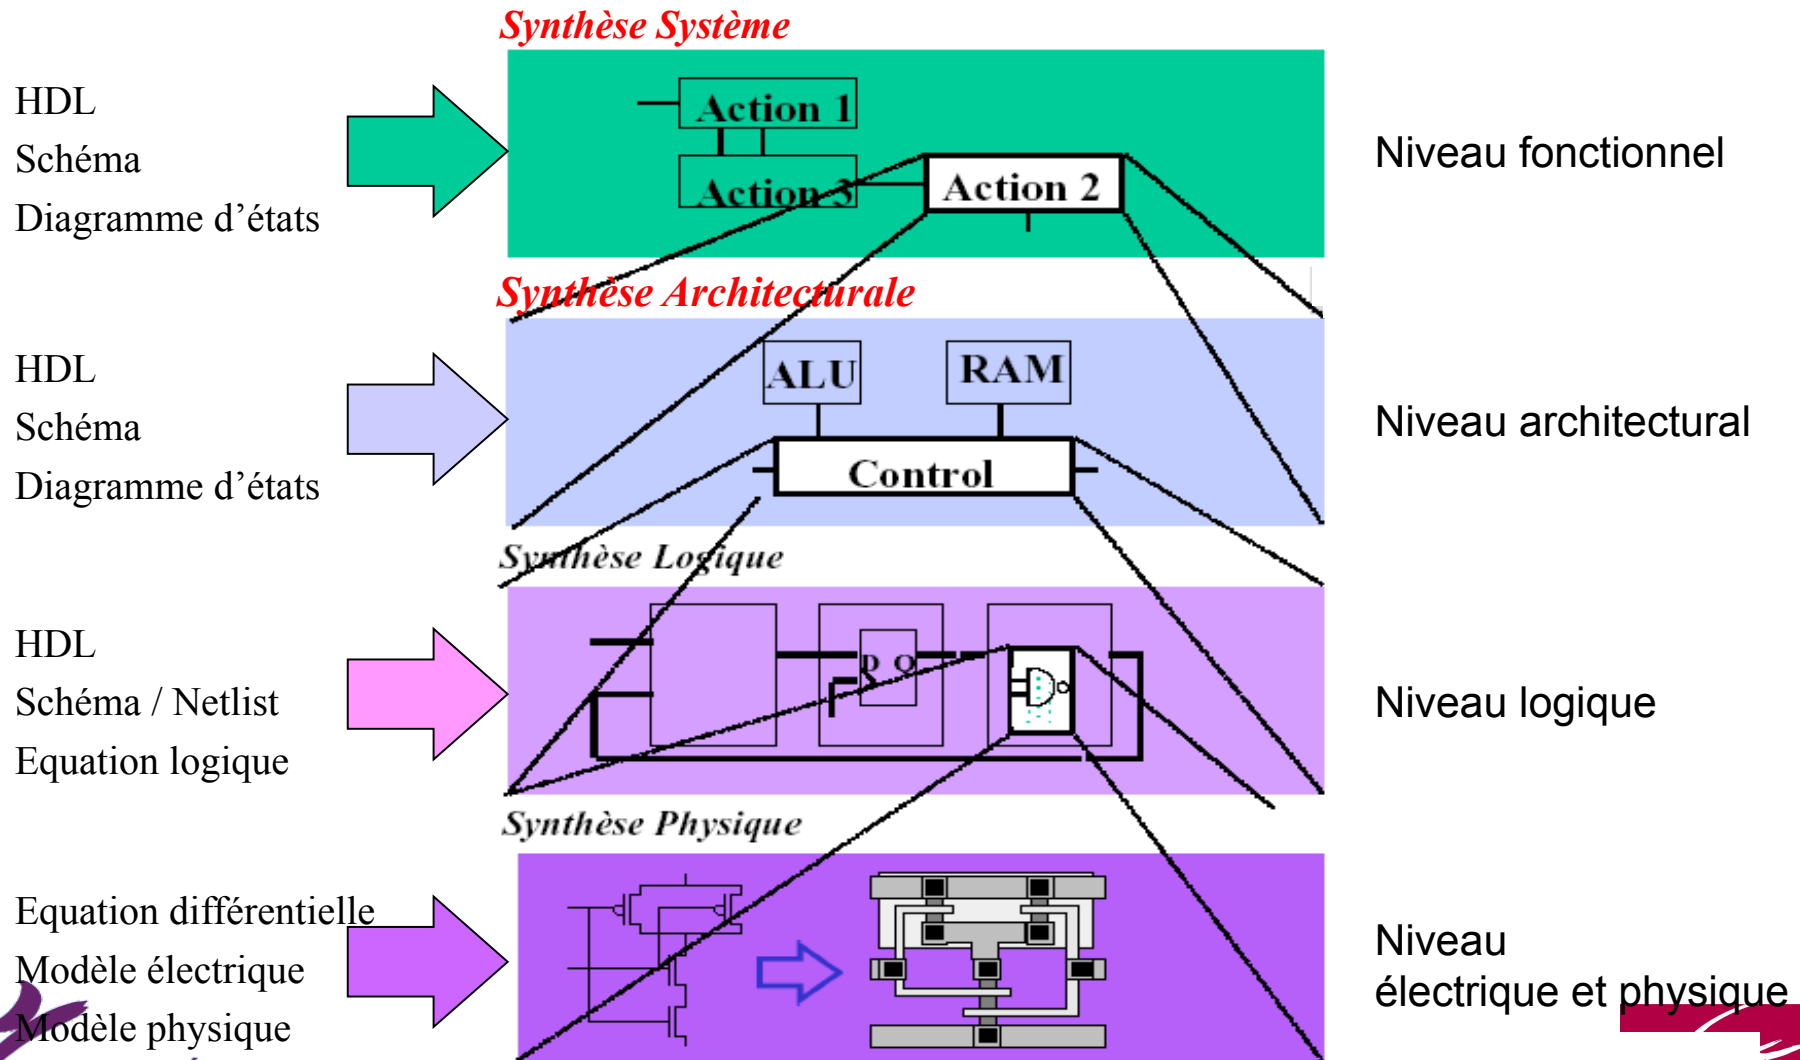 Synthèse Système
HDL
Schéma
Diagramme d'états
Action 1
Action 3
Action 2
Niveau fonctionnel
Synthèse Architecturale
HDL
Schéma
Diagramme d'états
ALU
RAM
Control
Niveau architectural
Synthèse Logique
HDL
Schéma / Netlist
Equation logique
D Q
Niveau logique
Synthèse Physique
Equation différentielle
Modèle électrique
Modèle physique
Niveau
électrique et physique